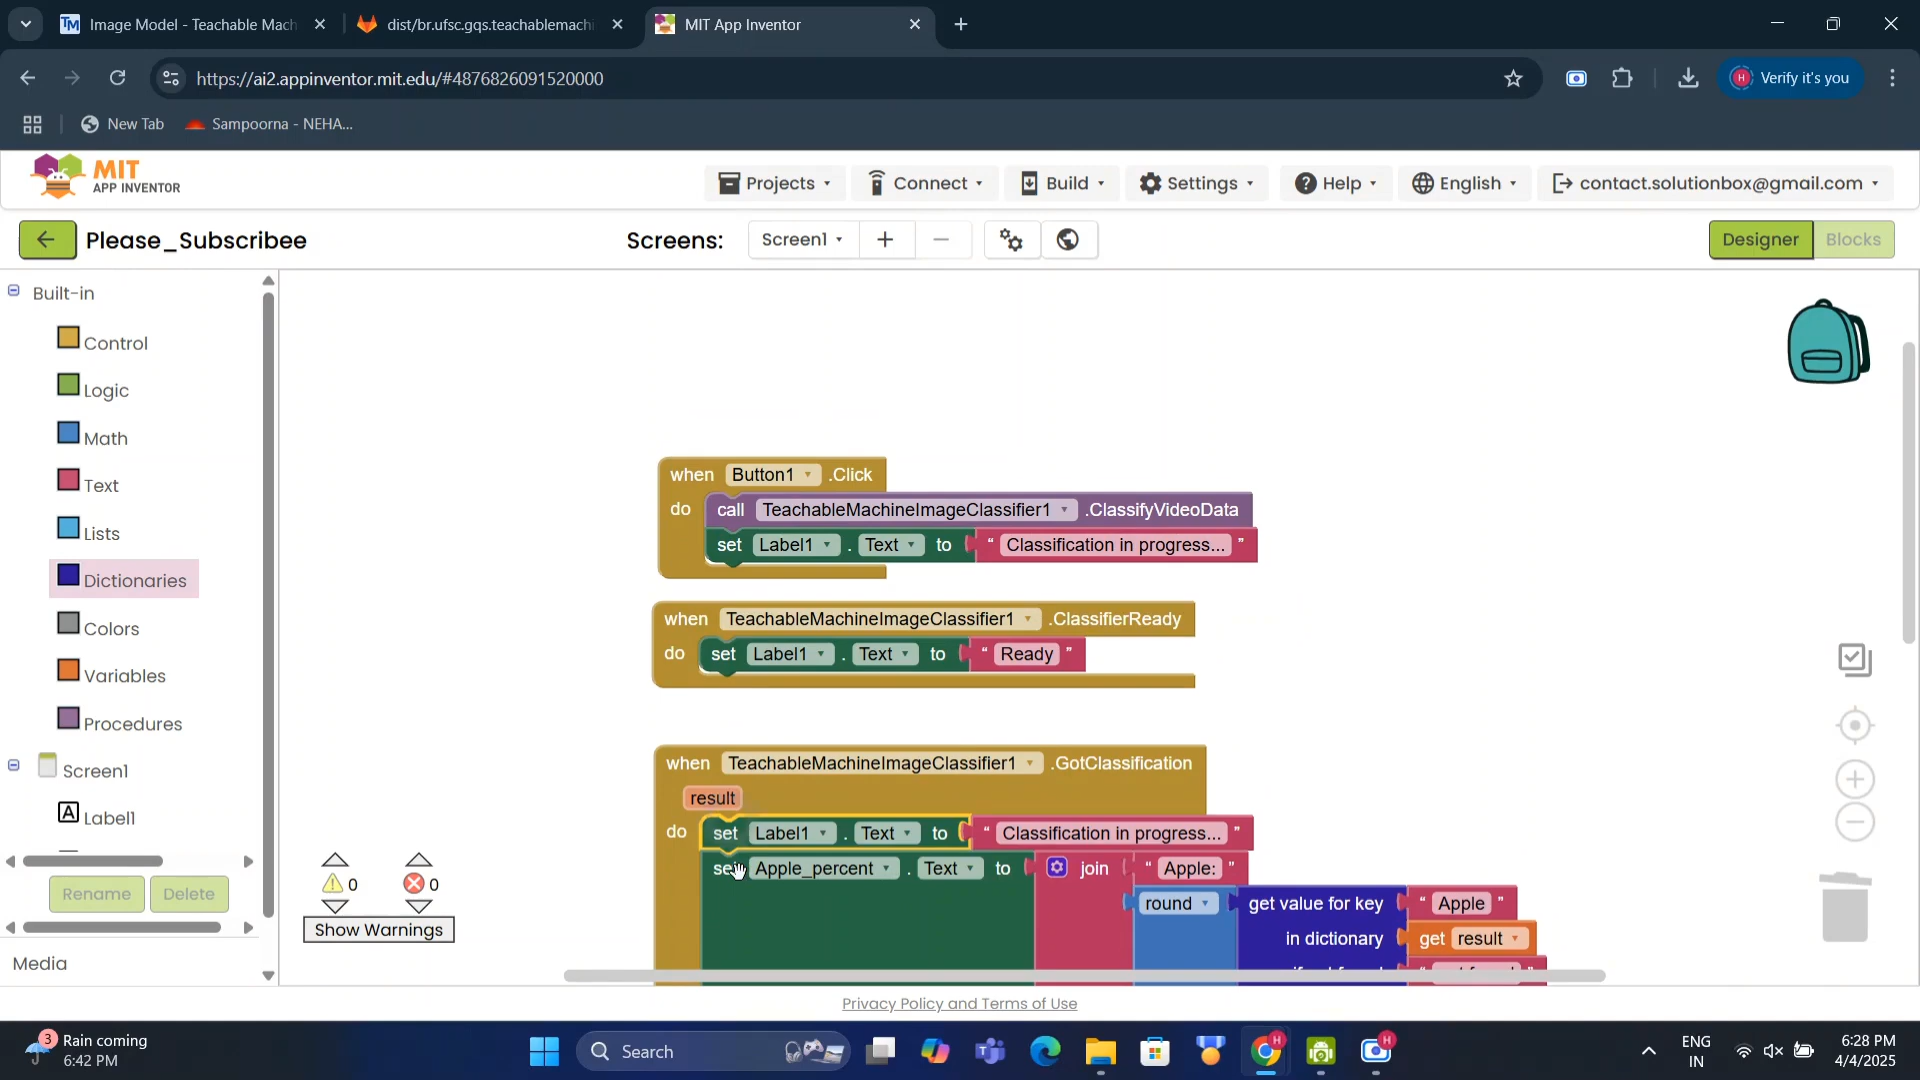 Image Model - Teachable Mach
dist/br.ufsc.gqs.teachablemachi
MIT App Inventor
https://ai2.appinventor.mit.edu/#4876826091520000
H
Verify it's you
New Tab
Sampoorna - NEHA...
MIT
APP INVENTOR
Projects
Connect
Build
Settings
Help
English
contact.solutionbox@gmail.com
Please_Subscribee
Screens:
Screen1
Designer
Blocks
Built-in
Control
Logic
Math
Text
Lists
Dictionaries
Colors
Variables
Procedures
Screen1
A Label1
Rename
Delete
Media
0
0
Show Warnings
when Button1 .Click
do call TeachableMachineImageClassifier1 .ClassifyVideoData
set Label1 . Text to " Classification in progress... "
when TeachableMachineImageClassifier1 .ClassifierReady
do set Label1 . Text to " Ready "
when TeachableMachineImageClassifier1 .GotClassification
result
do set Label1 . Text to " Classification in progress... "
set Apple_percent . Text to join " Apple: "
round get value for key " Apple "
in dictionary get result
Privacy Policy and Terms of Use
3
Rain coming
6:42 PM
Search
ENG
IN
6:28 PM
4/4/2025